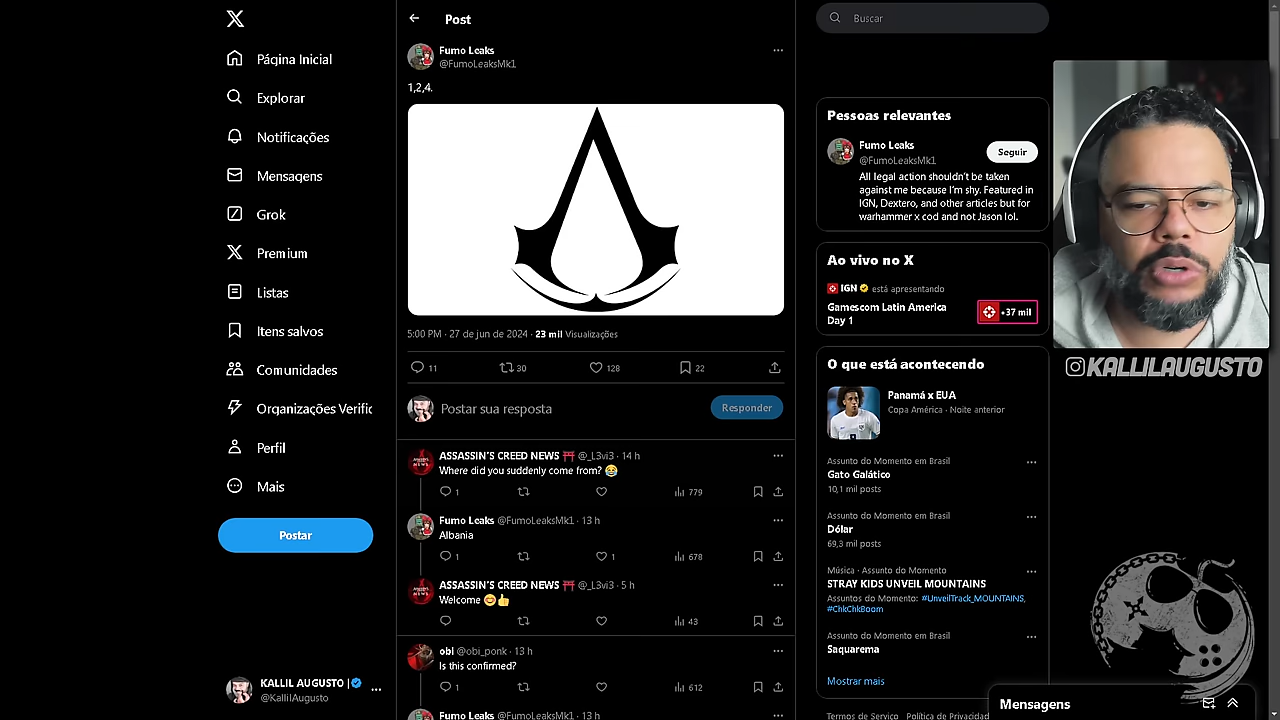 Página Inicial
Explorar
Notificações
Mensagens
Grok
Premium
Listas
Itens salvos
Comunidades
Organizações Verific
Perfil
Mais
Postar
KALLIL AUGUSTO |
@KallilAugusto
Post
Fumo Leaks
@FumoLeaksMk1
1,2,4.
5:00 PM · 27 de jun de 2024 · 23 mil Visualizações
11 30 128 22
Postar sua resposta
Responder
ASSASSIN'S CREED NEWS ⛩️ @_L3vi3 · 14 h
Where did you suddenly come from? 😂
1 779
Fumo Leaks @FumoLeaksMk1 · 13 h
Albania
1 1 678
ASSASSIN'S CREED NEWS ⛩️ @_L3vi3 · 5 h
Welcome 😊👍
43
obi @obi_ponk · 13 h
Is this confirmed?
1 612
Fumo Leaks @FumoLeaksMk1 · 13 h
Buscar
Pessoas relevantes
Fumo Leaks
@FumoLeaksMk1
Seguir
All legal action shouldn't be taken
against me because I'm shy. Featured in
IGN, Dextero, and other articles but for
warhammer x cod and not Jason lol.
Ao vivo no X
IGN está apresentando
Gamescom Latin America
Day 1
+37 mil
O que está acontecendo
Panamá x EUA
Copa América · Noite anterior
Assunto do Momento em Brasil
Gato Galático
10,1 mil posts
Assunto do Momento em Brasil
Dólar
69,3 mil posts
Música · Assunto do Momento
STRAY KIDS UNVEIL MOUNTAINS
Assuntos do Momento: #UnveilTrack_MOUNTAINS,
#ChkChkBoom
Assunto do Momento em Brasil
Saquarema
Mostrar mais
Termos de Serviço Política de Privacidad
Mensagens
KALLILAUGUSTO